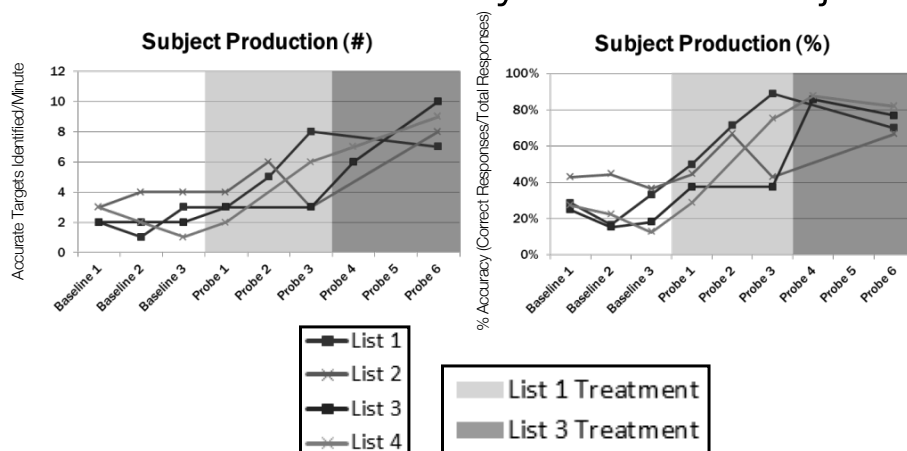 Subject Production (#)
Accurate Targets Identified/Minute
12
10
8
6
4
2
0
Baseline 1
Baseline 2
Baseline 3
Probe 1
Probe 2
Probe 3
Probe 4
Probe 5
Probe 6
Subject Production (%)
% Accuracy (Correct Responses/Total Responses)
100%
80%
60%
40%
20%
0%
Baseline 1
Baseline 2
Baseline 3
Probe 1
Probe 2
Probe 3
Probe 4
Probe 5
Probe 6
List 1
List 2
List 3
List 4
List 1 Treatment
List 3 Treatment